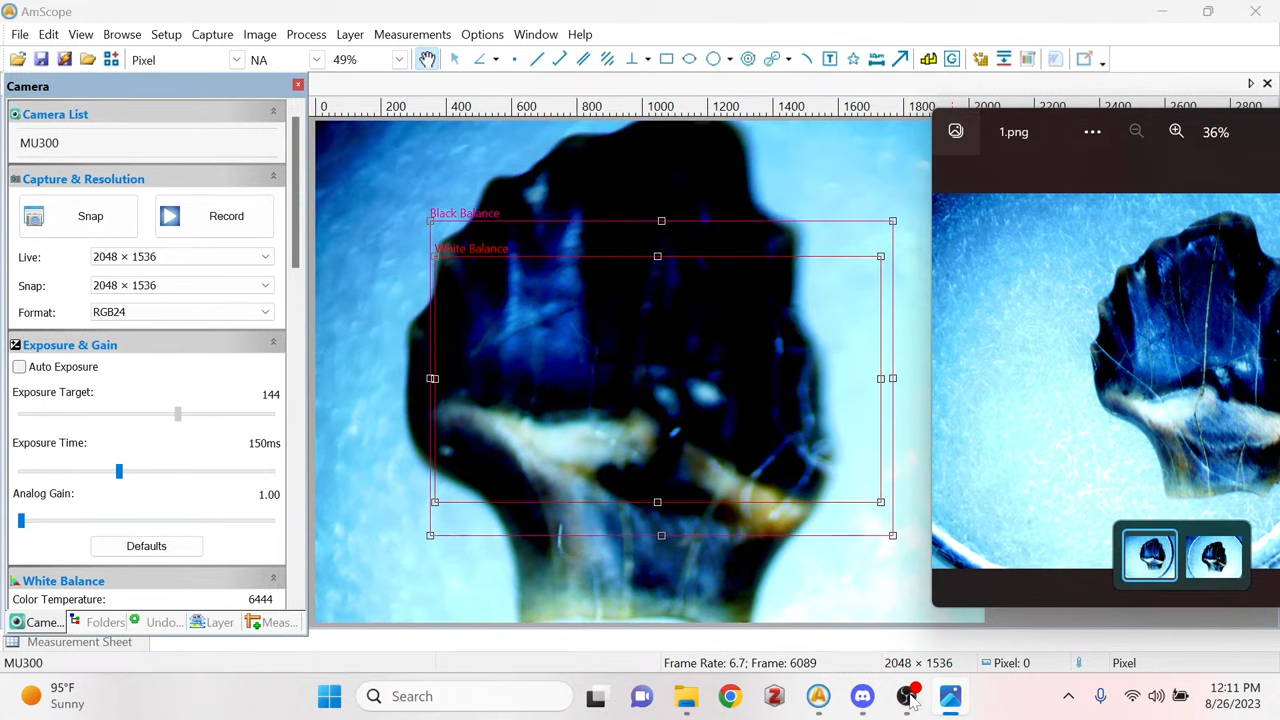 AmScope
File Edit View Browse Setup Capture Image Process Layer Measurements Options Window Help
Pixel NA 49%
Camera
Camera List
MU300
Capture & Resolution
Snap Record
Live: 2048 × 1536
Snap: 2048 × 1536
Format: RGB24
Exposure & Gain
Auto Exposure
Exposure Target: 144
Exposure Time: 150ms
Analog Gain: 1.00
Defaults
White Balance
Color Temperature: 6444
Came... Folders Undo... Layer Meas...
0 200 400 600 800 1000 1200 1400 1600 1800 2000 2200 2400 2600 2800
Black Balance
White Balance
1.png ••• 36%
Measurement Sheet
MU300 Frame Rate: 6.7; Frame: 6089 2048 × 1536 Pixel: 0 Pixel
95°F
Sunny
Search
12:11 PM
8/26/2023